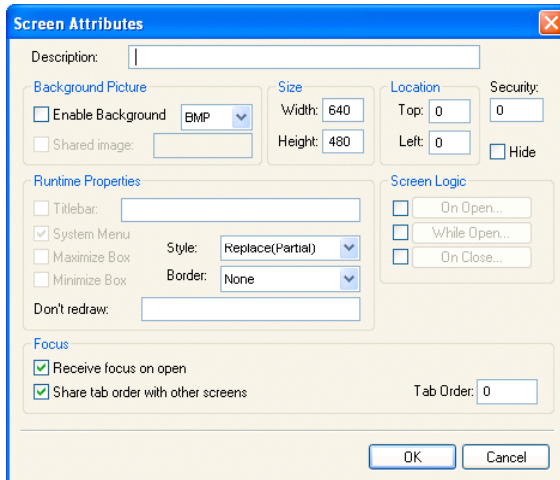 Screen Attributes
Description:
Background Picture
Enable Background BMP
Shared image:
Size
Width: 640
Height: 480
Location
Top: 0
Left: 0
Security:
0
Hide
Runtime Properties
Titlebar:
System Menu
Maximize Box
Minimize Box
Style: Replace(Partial)
Border: None
Don't redraw:
Screen Logic
On Open...
While Open...
On Close...
Focus
Receive focus on open
Share tab order with other screens
Tab Order: 0
OK Cancel